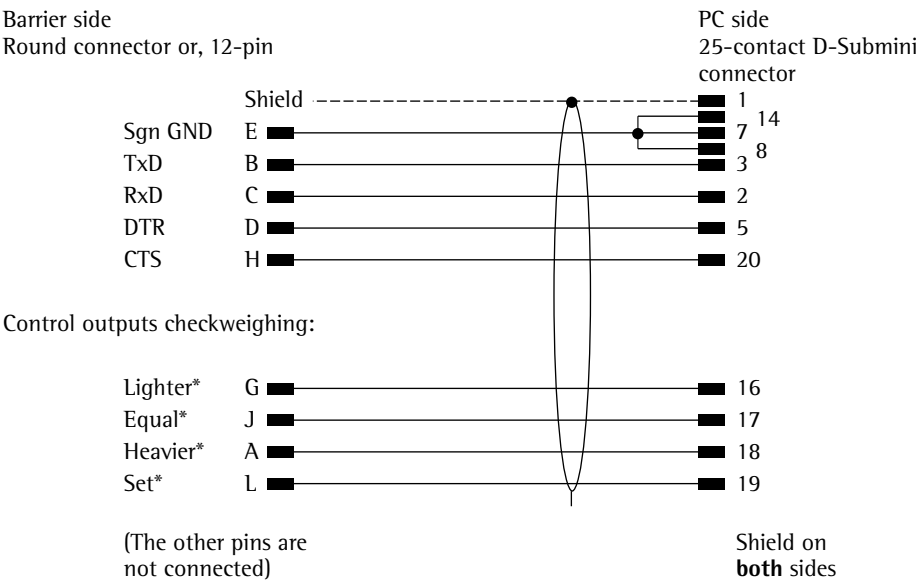 Barrier side PC side
Round connector or, 12-pin 25-contact D-Submini
connector
Shield 1
14
Sgn GND E 7
8
TxD B 3
RxD C 2
DTR D 5
CTS H 20
Control outputs checkweighing:
Lighter* G 16
Equal* J 17
Heavier* A 18
Set* L 19
(The other pins are Shield on
not connected) both sides